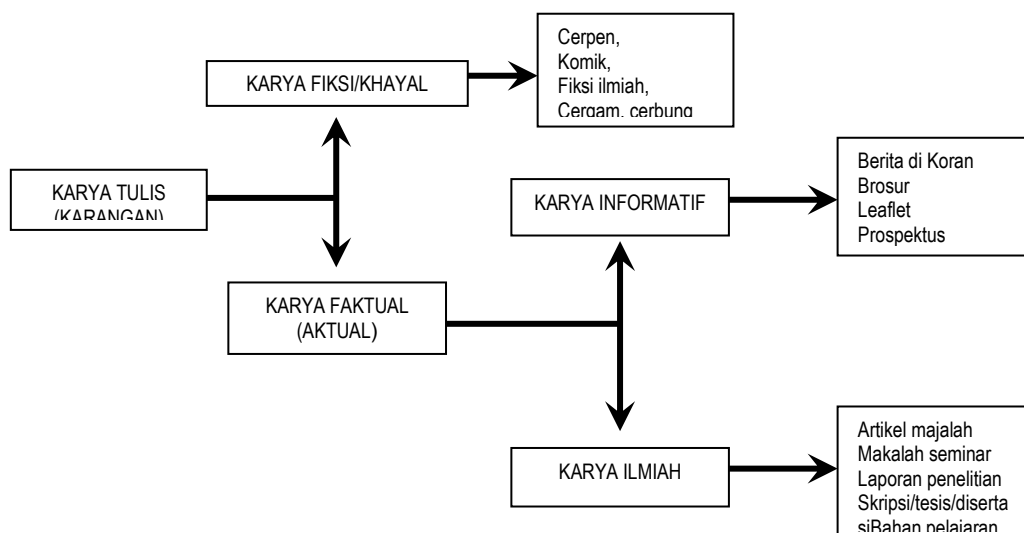 KARYA FIKSI/KHAYAL
Cerpen,
Komik,
Fiksi ilmiah,
Cergam, cerbung
KARYA TULIS
(KARANGAN)
KARYA INFORMATIF
Berita di Koran
Brosur
Leaflet
Prospektus
KARYA FAKTUAL
(AKTUAL)
KARYA ILMIAH
Artikel majalah
Makalah seminar
Laporan penelitian
Skripsi/tesis/diserta
siBahan pelajaran